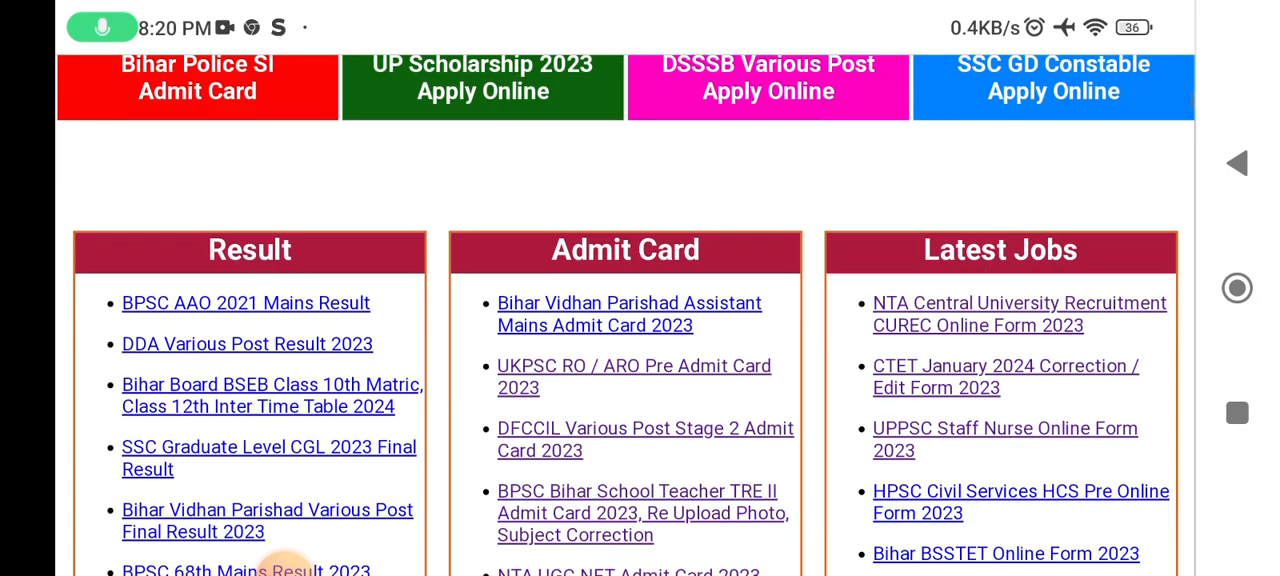 8:20 PM
0.4KB/s
36
Bihar Police SI
Admit Card
UP Scholarship 2023
Apply Online
DSSSB Various Post
Apply Online
SSC GD Constable
Apply Online
Result
BPSC AAO 2021 Mains Result
DDA Various Post Result 2023
Bihar Board BSEB Class 10th Matric,
Class 12th Inter Time Table 2024
SSC Graduate Level CGL 2023 Final
Result
Bihar Vidhan Parishad Various Post
Final Result 2023
BPSC 68th Mains Result 2023
Admit Card
Bihar Vidhan Parishad Assistant
Mains Admit Card 2023
UKPSC RO / ARO Pre Admit Card
2023
DFCCIL Various Post Stage 2 Admit
Card 2023
BPSC Bihar School Teacher TRE II
Admit Card 2023, Re Upload Photo,
Subject Correction
NTA UGC NET Admit Card 2023
Latest Jobs
NTA Central University Recruitment
CUREC Online Form 2023
CTET January 2024 Correction /
Edit Form 2023
UPPSC Staff Nurse Online Form
2023
HPSC Civil Services HCS Pre Online
Form 2023
Bihar BSSTET Online Form 2023